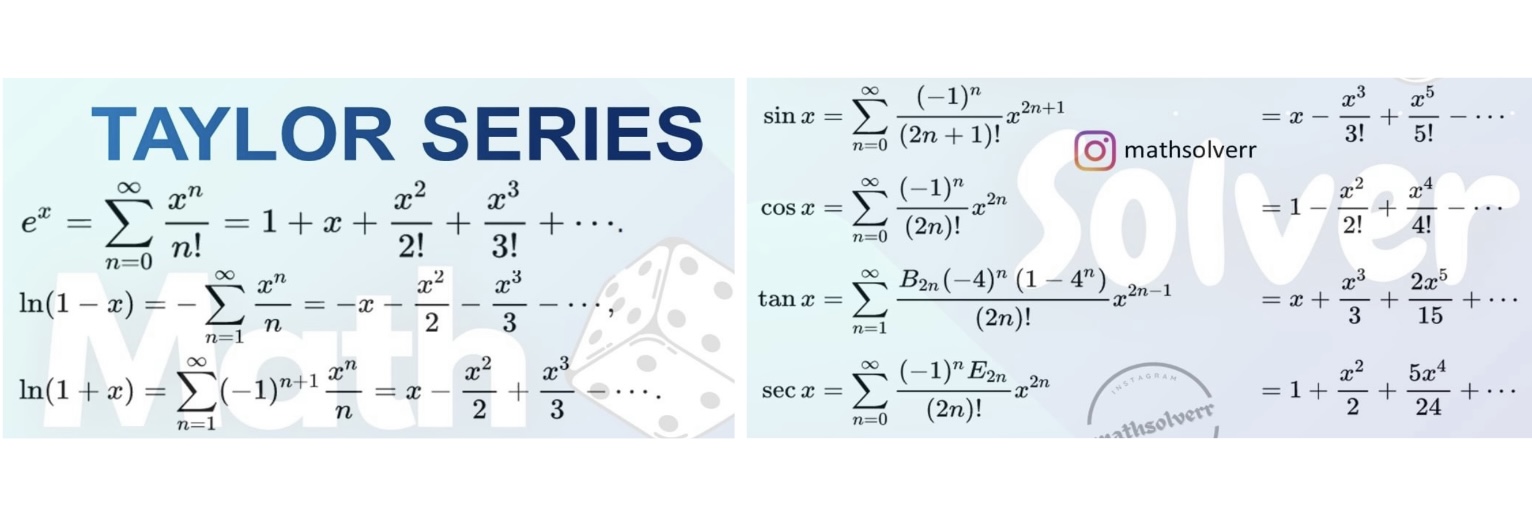 TAYLOR SERIES
e^x = \sum_{n=0}^{\infty} \frac{x^n}{n!} = 1 + x + \frac{x^2}{2!} + \frac{x^3}{3!} + \cdots.
ln(1 − x) = −\sum_{n=1}^{\infty} \frac{x^n}{n} = −x − \frac{x^2}{2} − \frac{x^3}{3} − \cdots,
ln(1 + x) = \sum_{n=1}^{\infty} (−1)^{n+1} \frac{x^n}{n} = x − \frac{x^2}{2} + \frac{x^3}{3} − \cdots.
Math
sin x = \sum_{n=0}^{\infty} \frac{(−1)^n}{(2n + 1)!} x^{2n+1} = x − \frac{x^3}{3!} + \frac{x^5}{5!} − \cdots
mathsolverr
Solver
cos x = \sum_{n=0}^{\infty} \frac{(−1)^n}{(2n)!} x^{2n} = 1 − \frac{x^2}{2!} + \frac{x^4}{4!} − \cdots
tan x = \sum_{n=1}^{\infty} \frac{B_{2n}(−4)^n (1 − 4^n)}{(2n)!} x^{2n−1} = x + \frac{x^3}{3} + \frac{2x^5}{15} + \cdots
sec x = \sum_{n=0}^{\infty} \frac{(−1)^n E_{2n}}{(2n)!} x^{2n} = 1 + \frac{x^2}{2} + \frac{5x^4}{24} + \cdots
INSTAGRAM
mathsolverr